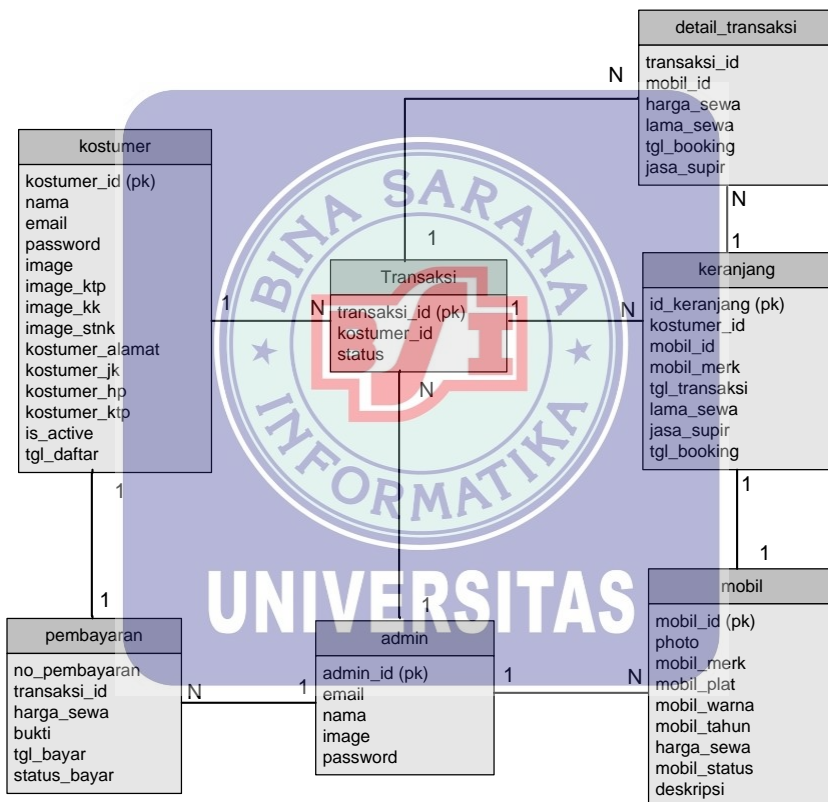 detail_transaksi
transaksi_id
mobil_id
harga_sewa
lama_sewa
tgl_booking
jasa_supir
N
N
1
kostumer
kostumer_id (pk)
nama
email
password
image
image_ktp
image_kk
image_stnk
kostumer_alamat
kostumer_jk
kostumer_hp
kostumer_ktp
is_active
tgl_daftar
1
N
1
1
Transaksi
transaksi_id (pk)
kostumer_id
status
1
N
N
keranjang
id_keranjang (pk)
kostumer_id
mobil_id
mobil_merk
tgl_transaksi
lama_sewa
jasa_supir
tgl_booking
1
1
BINA SARANA
BSI
INFORMATIKA
UNIVERSITAS
1
pembayaran
no_pembayaran
transaksi_id
harga_sewa
bukti
tgl_bayar
status_bayar
N
1
1
admin
admin_id (pk)
email
nama
image
password
1
N
mobil
mobil_id (pk)
photo
mobil_merk
mobil_plat
mobil_warna
mobil_tahun
harga_sewa
mobil_status
deskripsi